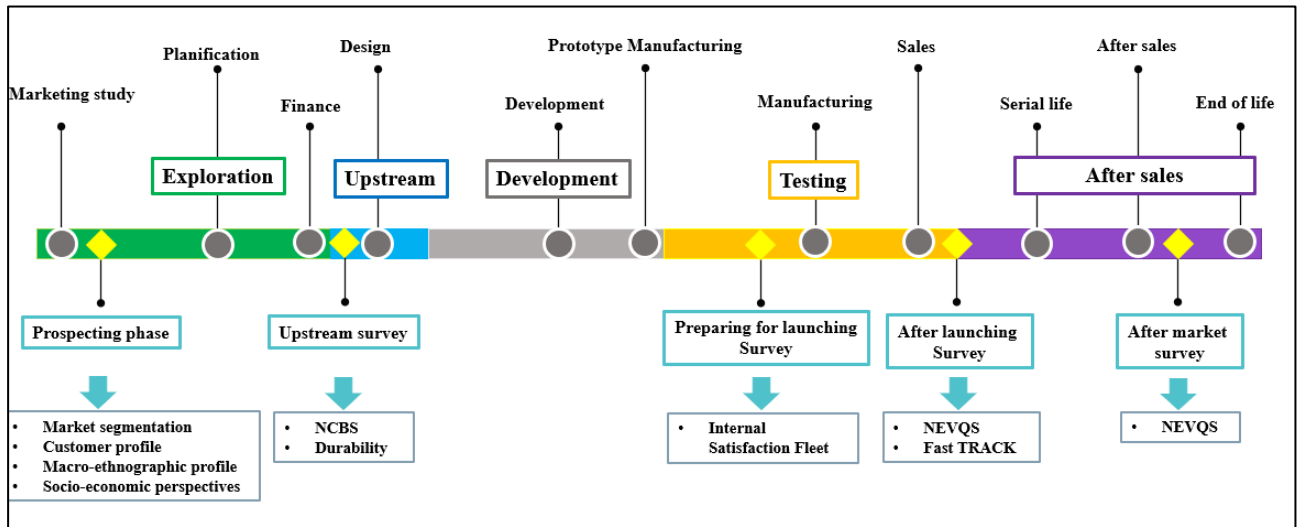 Marketing study
Planification
Finance
Design
Development
Prototype Manufacturing
Manufacturing
Sales
Serial life
After sales
End of life
Exploration
Upstream
Development
Testing
After sales
Prospecting phase
Upstream survey
Preparing for launching
Survey
After launching
Survey
After market
survey
• Market segmentation
• Customer profile
• Macro-ethnographic profile
• Socio-economic perspectives
• NCBS
• Durability
• Internal
Satisfaction Fleet
• NEVQS
• Fast TRACK
• NEVQS